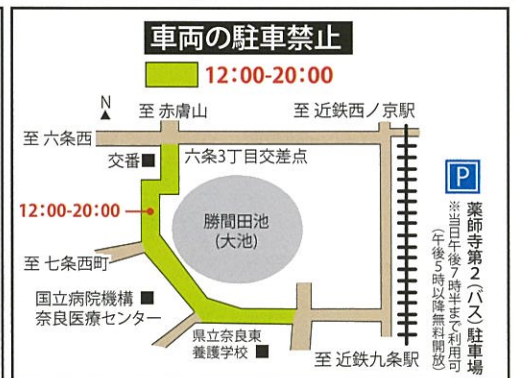 車両の駐車禁止
12:00-20:00
N
至 赤膚山
至 近鉄西ノ京駅
至 六条西
交番
六条3丁目交差点
12:00-20:00
勝間田池
(大池)
至 七条西町
国立病院機構
奈良医療センター
県立奈良東
養護学校
至 近鉄九条駅
P
薬師寺第2(バス)駐車場
※当日午後7時半まで利用可
(午後5時以降無料開放)